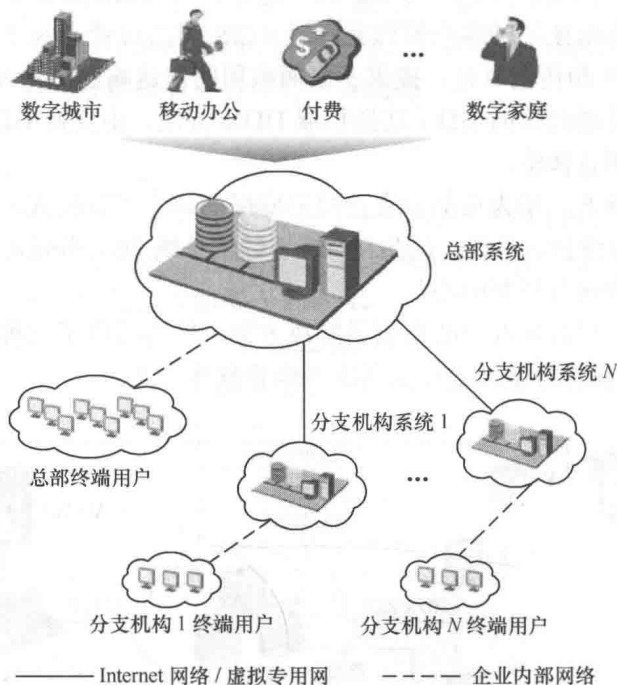 数字城市 移动办公 付费 ... 数字家庭
总部系统
分支机构系统 N
分支机构系统 1
总部终端用户
...
分支机构 1 终端用户 分支机构 N 终端用户
Internet 网络 / 虚拟专用网 企业内部网络